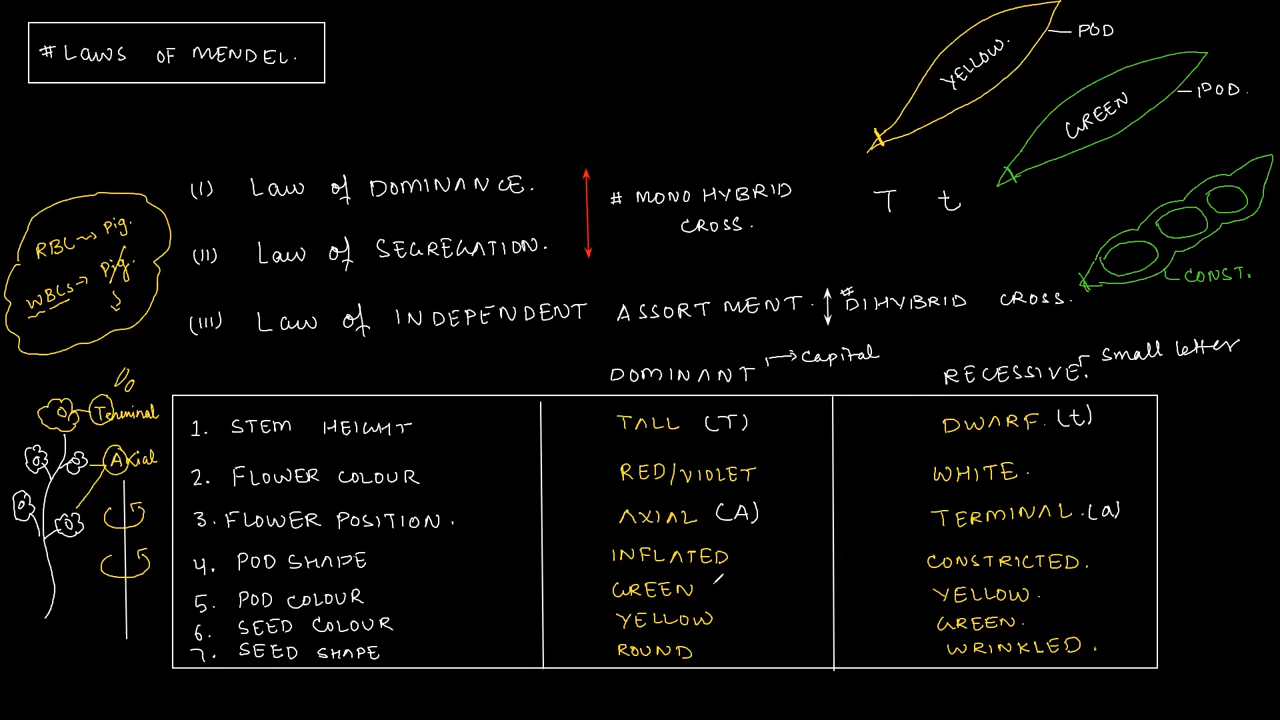 # LAWS OF MENDEL.
YELLOW.
POD
GREEN
POD.
(I) LAW of DOMINANCE.
# MONO HYBRID
CROSS.
T t
(II) LAW of SEGREGATION.
CONST.
(III) LAW of INDEPENDENT ASSORTMENT.
# DIHYBRID CROSS.
RBC → pig.
WBCs → pig.
DOMINANT → Capital
RECESSIVE. Small letter
Terminal
Axial
1. STEM HEIGHT TALL (T) DWARF. (t)
2. FLOWER COLOUR RED/VIOLET WHITE.
3. FLOWER POSITION. AXIAL (A) TERMINAL. (a)
4. POD SHAPE INFLATED CONSTRICTED.
5. POD COLOUR GREEN YELLOW.
6. SEED COLOUR YELLOW GREEN.
7. SEED SHAPE ROUND WRINKLED.